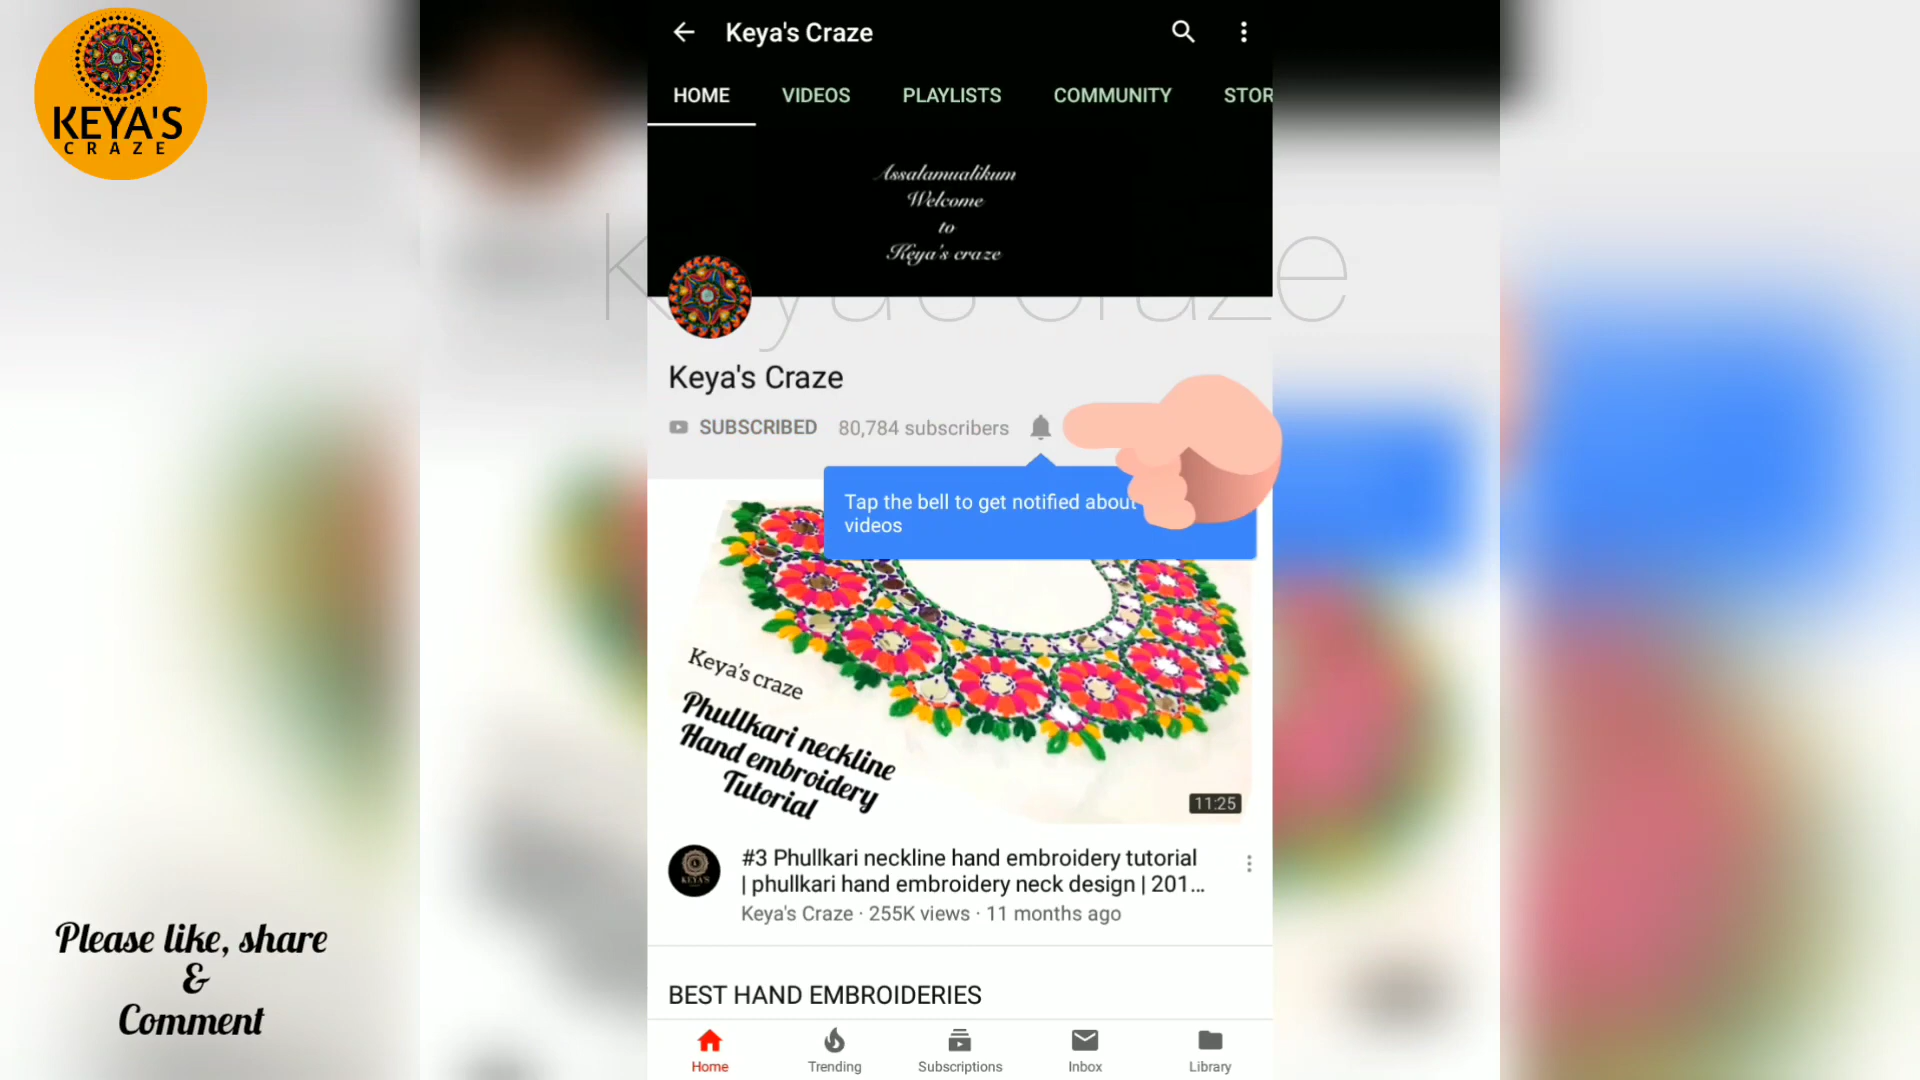 KEYA'S
CRAZE
Keya's Craze
HOME VIDEOS PLAYLISTS COMMUNITY STOR
Assalamualikum
Welcome
to
Keya's craze
Keya's Craze
SUBSCRIBED 80,784 subscribers
Tap the bell to get notified about
videos
Keya's craze
Phullkari neckline
Hand embroidery
Tutorial
11:25
KEYA'S
#3 Phullkari neckline hand embroidery tutorial
| phullkari hand embroidery neck design | 201...
Keya's Craze · 255K views · 11 months ago
BEST HAND EMBROIDERIES
Home Trending Subscriptions Inbox Library
Please like, share
&
Comment